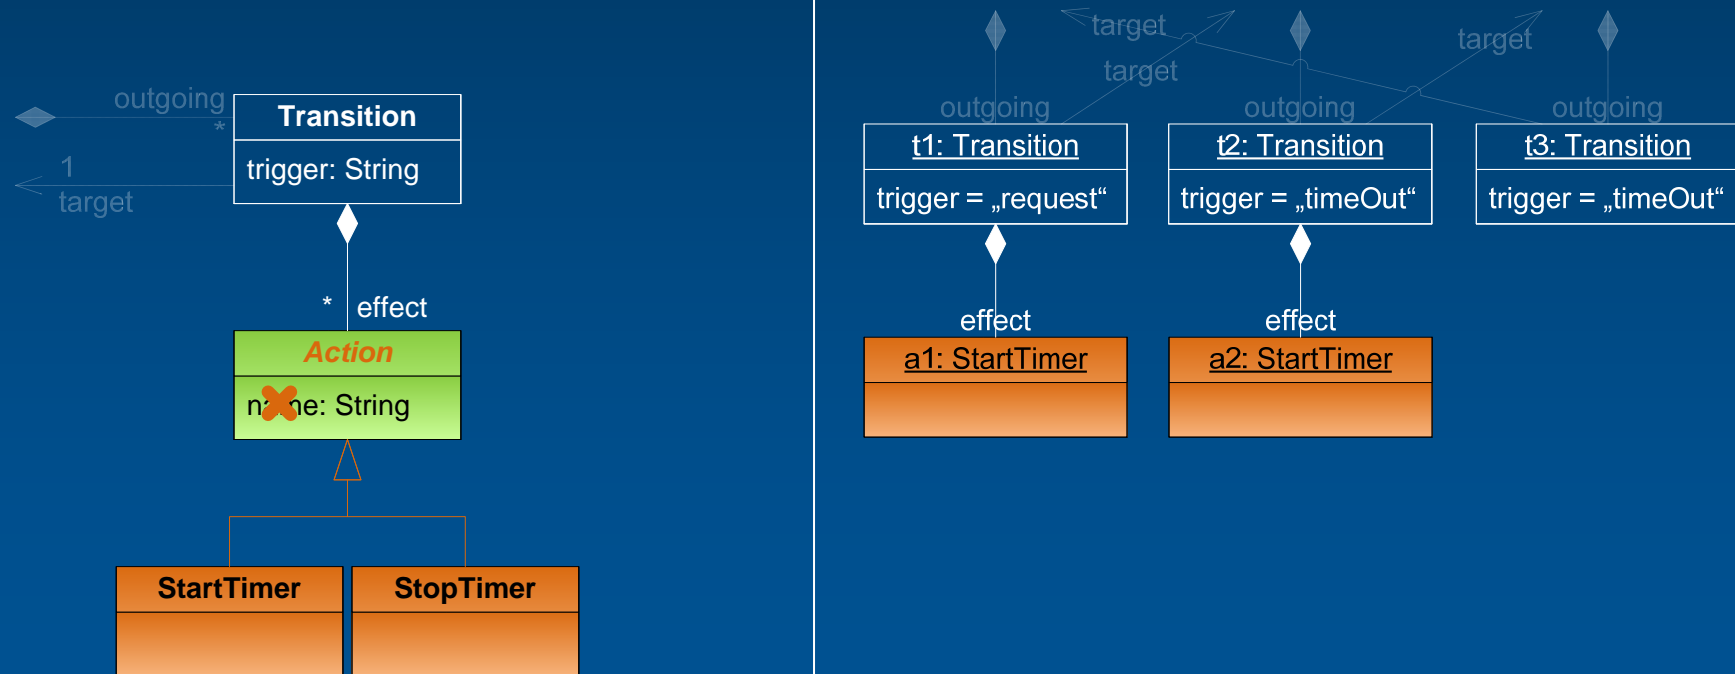 outgoing
*
Transition
trigger: String
1
target
* effect
Action
name: String
StartTimer
StopTimer
target
target
target
outgoing
outgoing
outgoing
t1: Transition
trigger = „request“
t2: Transition
trigger = „timeOut“
t3: Transition
trigger = „timeOut“
effect
effect
a1: StartTimer
a2: StartTimer